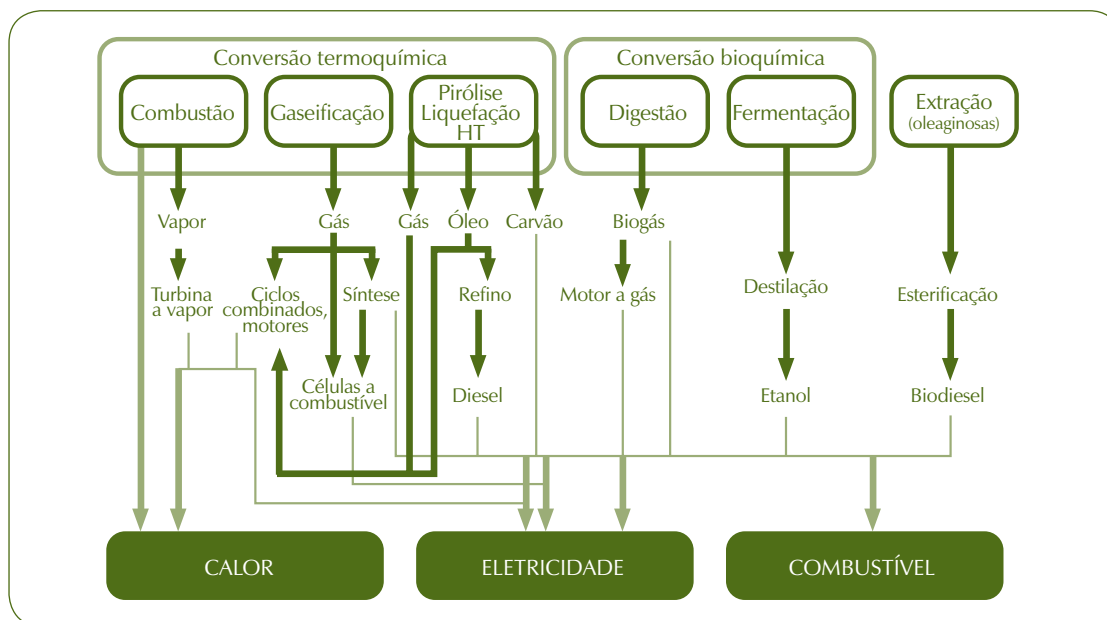 Conversão termoquímica
Conversão bioquímica
Combustão
Gaseificação
Pirólise
Liquefação
HT
Digestão
Fermentação
Extração
(oleaginosas)
Vapor
Gás
Gás
Óleo
Carvão
Biogás
Turbina
a vapor
Ciclos
combinados,
motores
Síntese
Refino
Motor a gás
Destilação
Esterificação
Células a
combustível
Diesel
Etanol
Biodiesel
CALOR
ELETRICIDADE
COMBUSTÍVEL